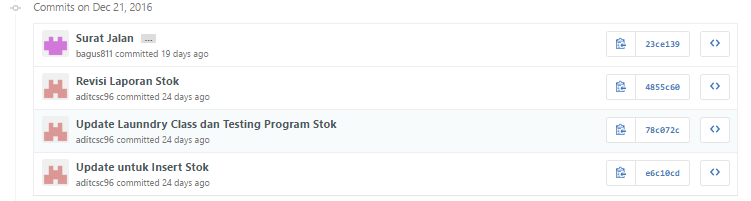 Commits on Dec 21, 2016
Surat Jalan ...
bagus811 committed 19 days ago
23ce139
Revisi Laporan Stok
aditcsc96 committed 24 days ago
4855c60
Update Launndry Class dan Testing Program Stok
aditcsc96 committed 24 days ago
78c072c
Update untuk Insert Stok
aditcsc96 committed 24 days ago
e6c10cd